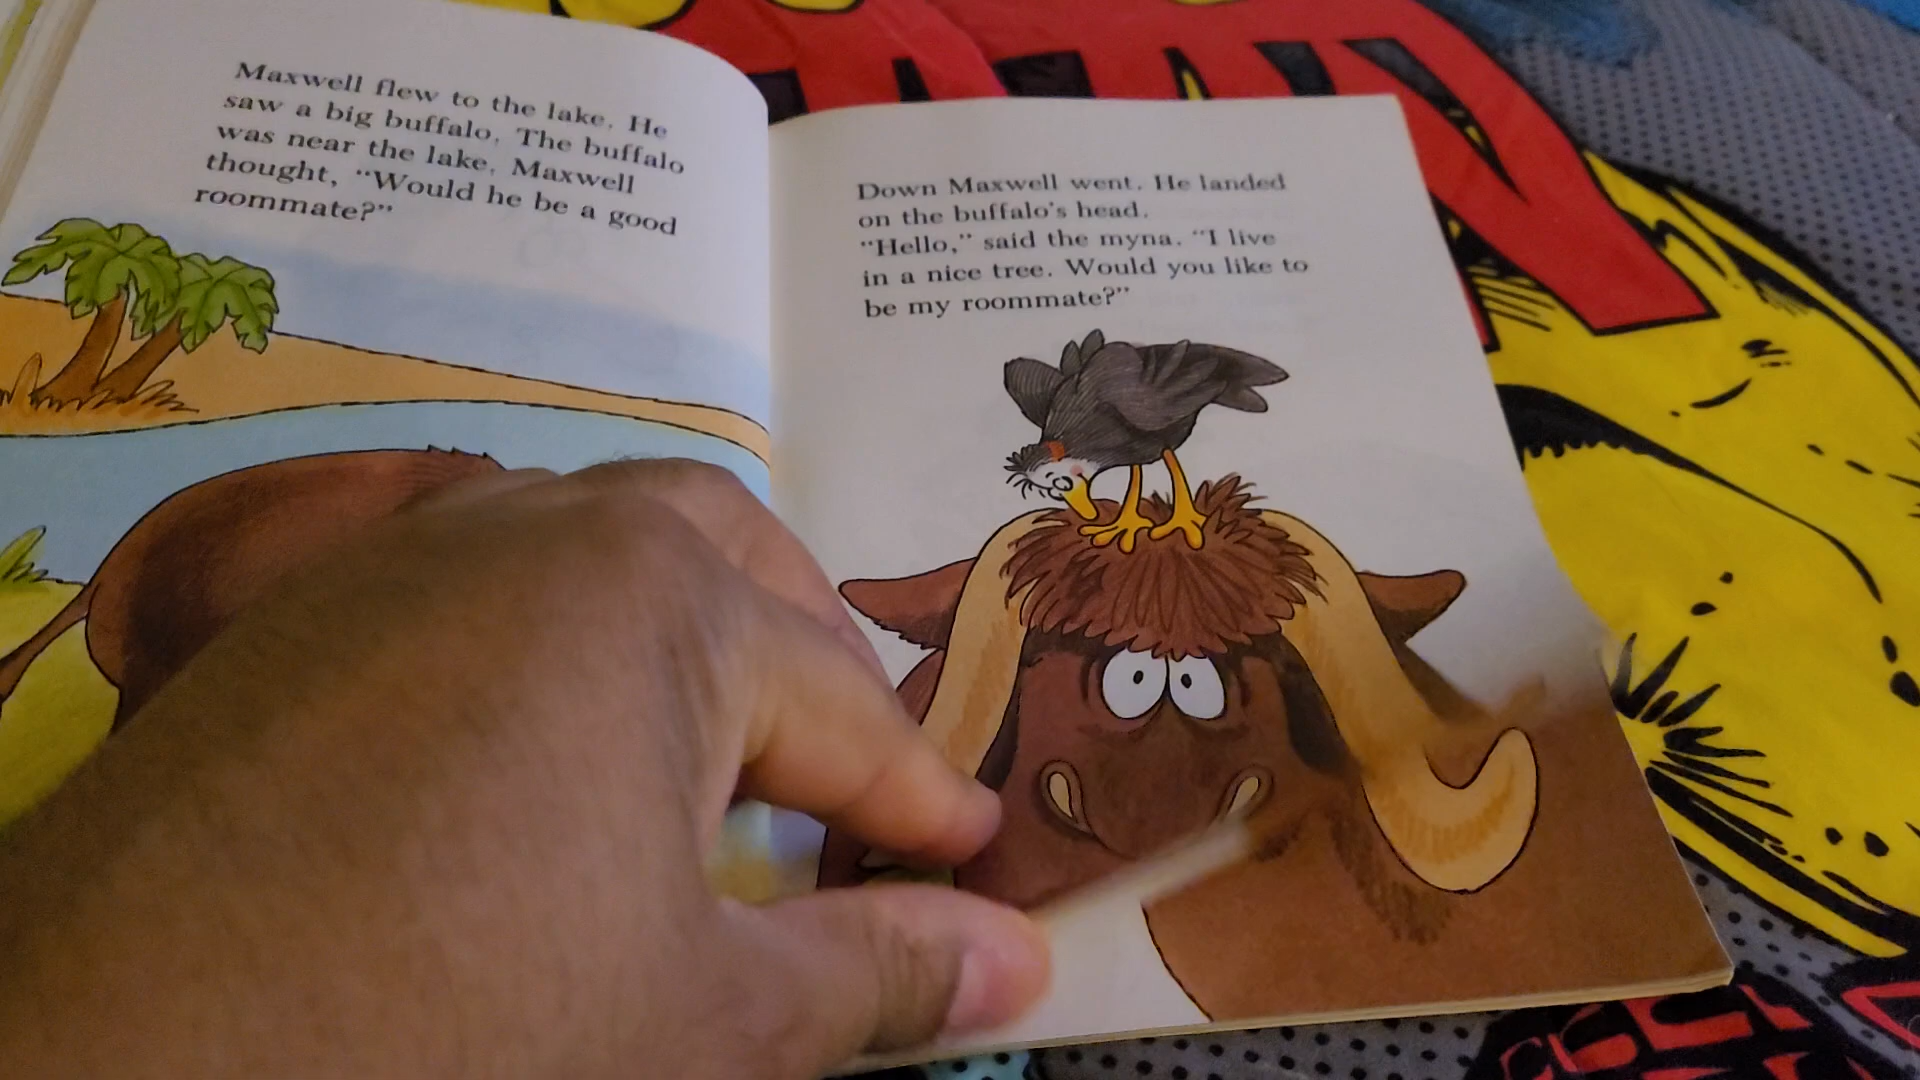 Maxwell flew to the lake. He
saw a big buffalo. The buffalo
was near the lake. Maxwell
thought, “Would he be a good
roommate?”
Down Maxwell went. He landed
on the buffalo’s head.
“Hello,” said the myna. “I live
in a nice tree. Would you like to
be my roommate?”